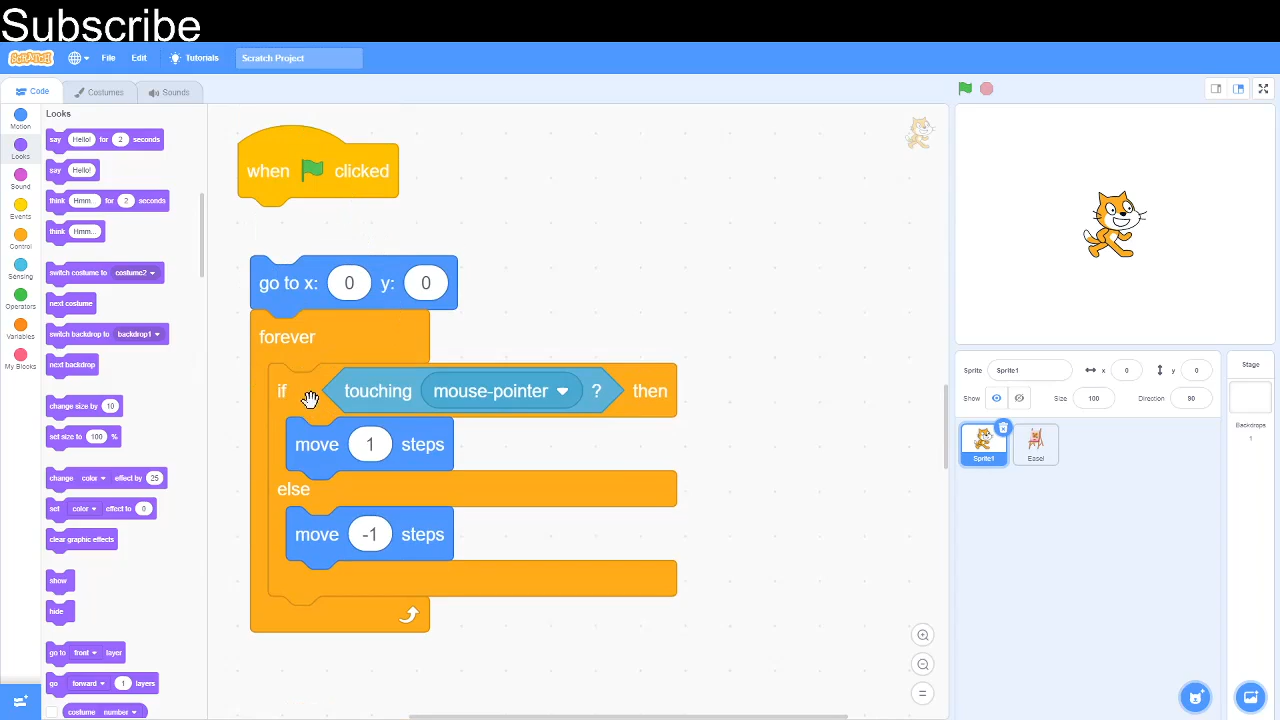 Subscribe
SCRATCH File Edit Tutorials Scratch Project
Code Costumes Sounds
Motion
Looks
Sound
Events
Control
Sensing
Operators
Variables
My Blocks
Looks
say Hello! for 2 seconds
say Hello!
think Hmm... for 2 seconds
think Hmm...
switch costume to costume2
next costume
switch backdrop to backdrop1
next backdrop
change size by 10
set size to 100 %
change color effect by 25
set color effect to 0
clear graphic effects
show
hide
go to front layer
go forward 1 layers
costume number
when clicked
go to x: 0 y: 0
forever
if touching mouse-pointer ? then
move 1 steps
else
move -1 steps
Sprite Sprite1 x 0 y 0
Show Size 100 Direction 90
Sprite1
Easel
Stage
Backdrops
1